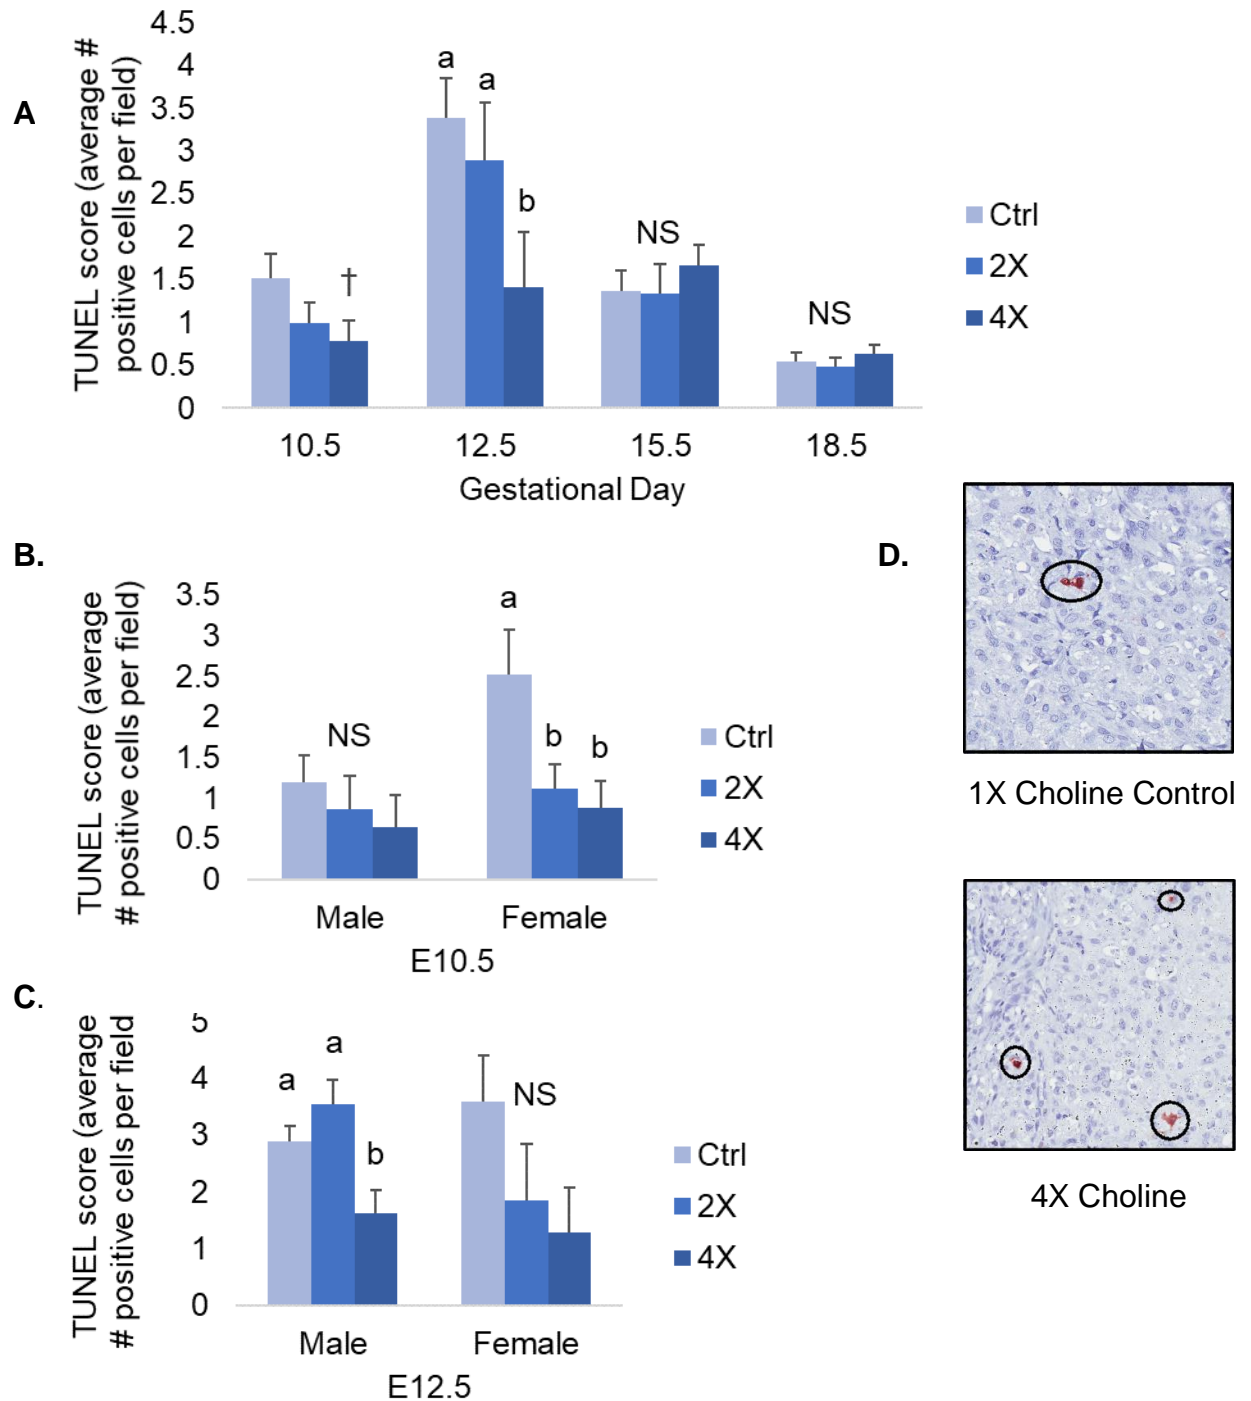 A
TUNEL score (average #
positive cells per field)
4.5
4
3.5
3
2.5
2
1.5
1
0.5
0
†
a
a
b
NS
NS
10.5
12.5
15.5
18.5
Gestational Day
Ctrl
2X
4X
B.
TUNEL score (average
# positive cells per field)
3.5
3
2.5
2
1.5
1
0.5
0
NS
a
b
b
Male
Female
E10.5
Ctrl
2X
4X
C.
TUNEL score (average
# positive cells per field
5
4
3
2
1
0
a
a
b
NS
Male
Female
E12.5
Ctrl
2X
4X
D.
1X Choline Control
4X Choline